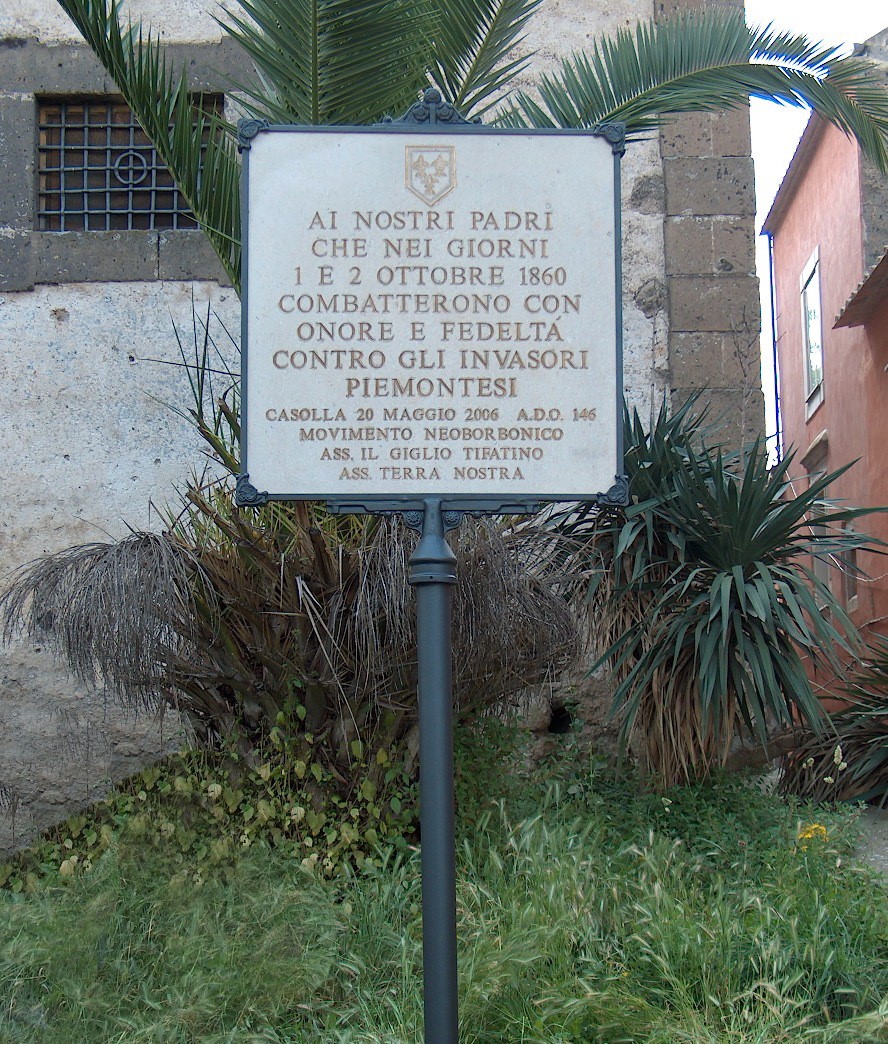 AI NOSTRI PADRI
CHE NEI GIORNI
1 E 2 OTTOBRE 1860
COMBATTERONO CON
ONORE E FEDELTÁ
CONTRO GLI INVASORI
PIEMONTESI
CASOLLA 20 MAGGIO 2006 A.D.O. 146
MOVIMENTO NEOBORBONICO
ASS. IL GIGLIO TIFATINO
ASS. TERRA NOSTRA